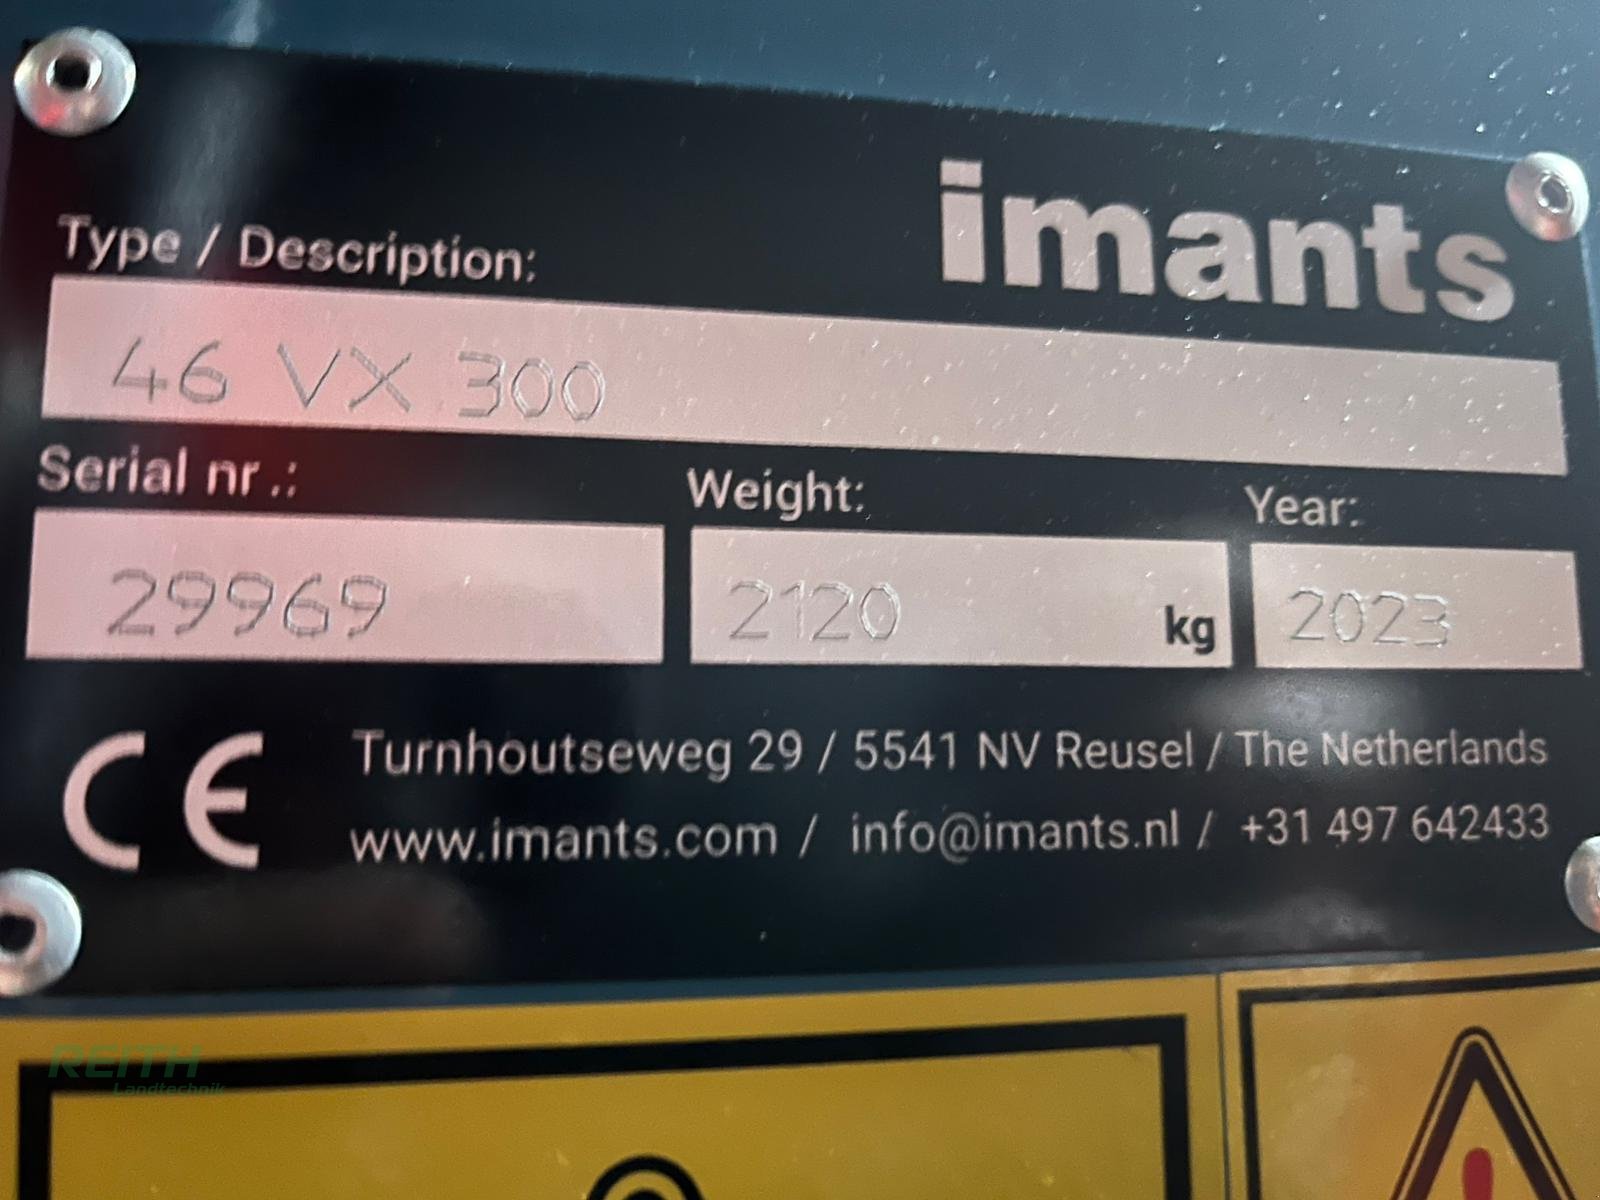 imants
Type / Description:
46 VX 300
Serial nr.:
29969
Weight:
2120 kg
Year:
2023
CE
Turnhoutseweg 29 / 5541 NV Reusel / The Netherlands
www.imants.com / info@imants.nl / +31 497 642433
REITH
Landtechnik